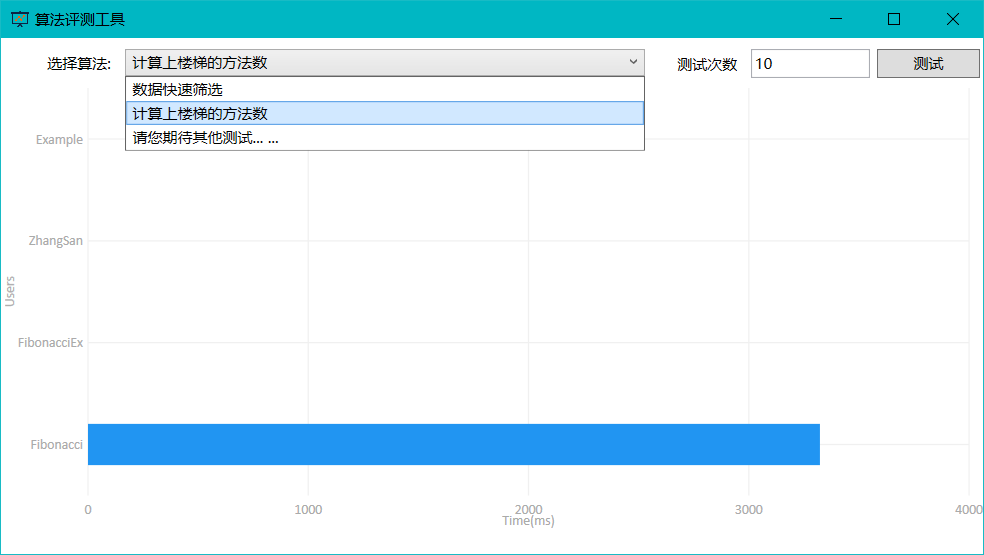 算法评测工具
选择算法: 计算上楼梯的方法数 测试次数 10 测试
数据快速筛选
计算上楼梯的方法数
请您期待其他测试... ...
Example
ZhangSan
Users
FibonacciEx
Fibonacci
0 1000 2000 3000 4000
Time(ms)